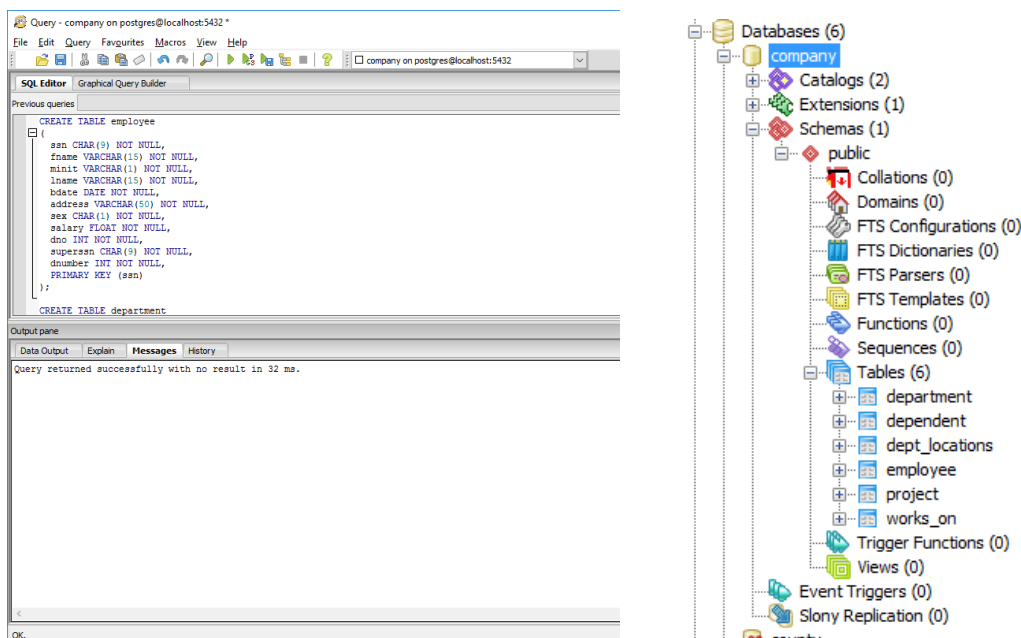 Query - company on postgres@localhost:5432 *
File Edit Query Favourites Macros View Help
company on postgres@localhost:5432
SQL Editor Graphical Query Builder
Previous queries
CREATE TABLE employee
(
ssn CHAR(9) NOT NULL,
fname VARCHAR(15) NOT NULL,
minit VARCHAR(1) NOT NULL,
lname VARCHAR(15) NOT NULL,
bdate DATE NOT NULL,
address VARCHAR(50) NOT NULL,
sex CHAR(1) NOT NULL,
salary FLOAT NOT NULL,
dno INT NOT NULL,
superssn CHAR(9) NOT NULL,
dnumber INT NOT NULL,
PRIMARY KEY (ssn)
);
CREATE TABLE department
Output pane
Data Output Explain Messages History
Query returned successfully with no result in 32 ms.
OK.
Databases (6)
company
Catalogs (2)
Extensions (1)
Schemas (1)
public
Collations (0)
Domains (0)
FTS Configurations (0)
FTS Dictionaries (0)
FTS Parsers (0)
FTS Templates (0)
Functions (0)
Sequences (0)
Tables (6)
department
dependent
dept_locations
employee
project
works_on
Trigger Functions (0)
Views (0)
Event Triggers (0)
Slony Replication (0)